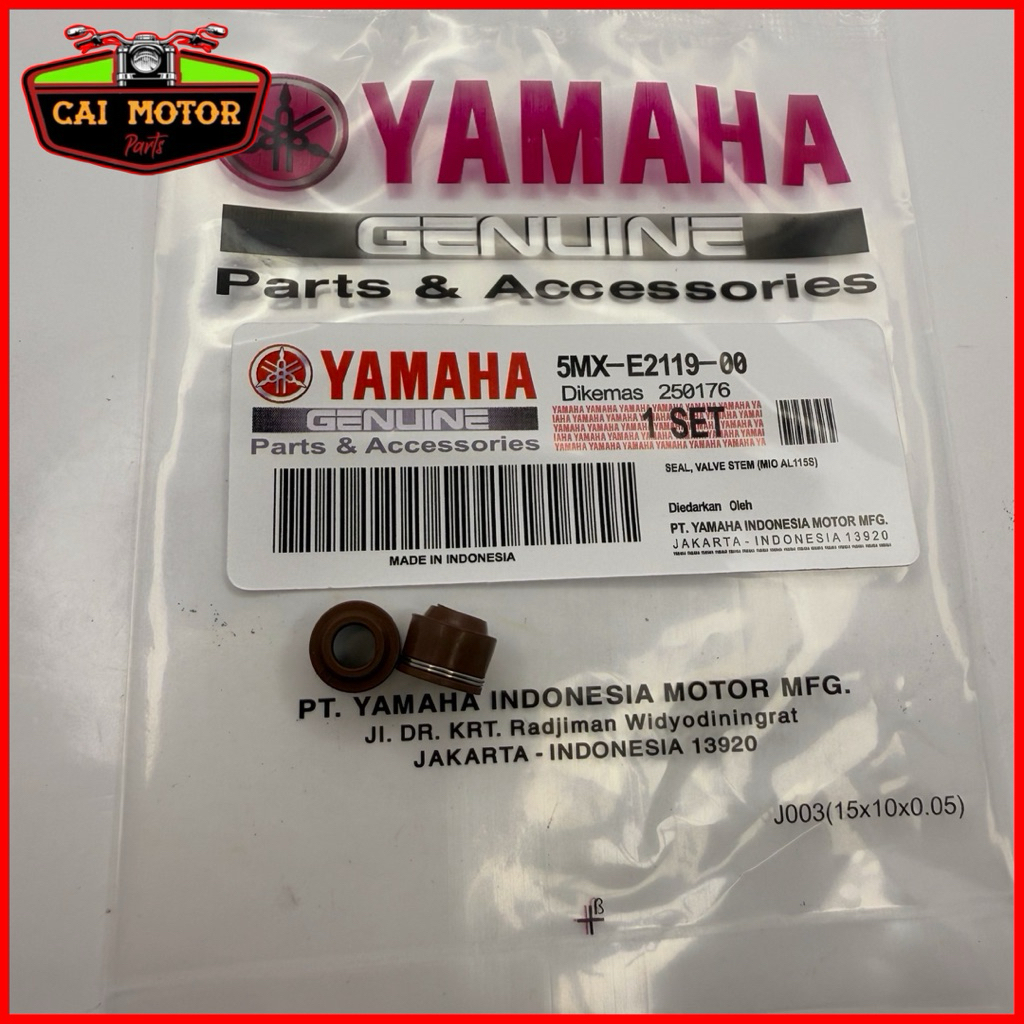 CAI MOTOR
Parts
YAMAHA
GENUINE
Parts & Accessories
YAMAHA
GENUINE
Parts & Accessories
5MX-E2119-00
Dikemas 250176
1 SET
SEAL, VALVE STEM (MIO AL115S)
Diedarkan Oleh
PT. YAMAHA INDONESIA MOTOR MFG.
JAKARTA - INDONESIA 13920
MADE IN INDONESIA
PT. YAMAHA INDONESIA MOTOR MFG.
Jl. DR. KRT. Radjiman Widyodiningrat
JAKARTA - INDONESIA 13920
J003(15x10x0.05)
B